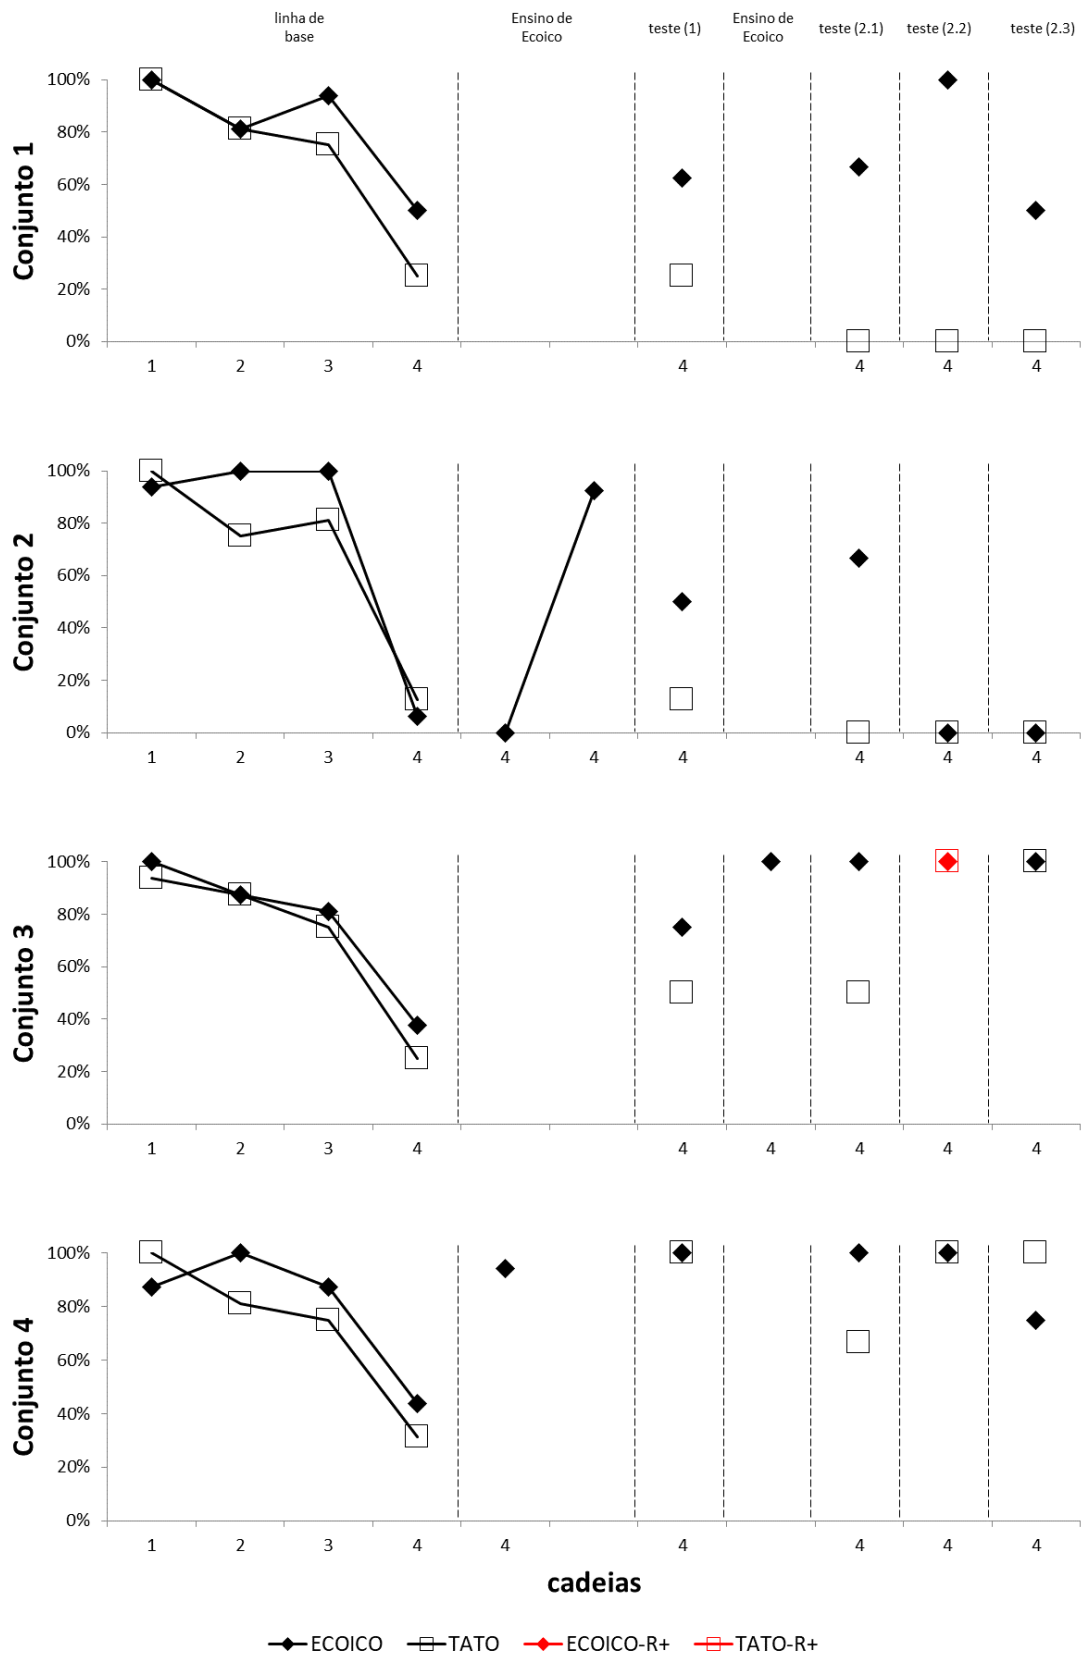 linha de
base
Ensino de
Ecoico
teste (1)
Ensino de
Ecoico
teste (2.1)
teste (2.2)
teste (2.3)
Conjunto 1
100%
80%
60%
40%
20%
0%
1 2 3 4 4 4 4 4
Conjunto 2
100%
80%
60%
40%
20%
0%
1 2 3 4 4 4 4 4 4 4
Conjunto 3
100%
80%
60%
40%
20%
0%
1 2 3 4 4 4 4 4 4
Conjunto 4
100%
80%
60%
40%
20%
0%
1 2 3 4 4 4 4 4 4
cadeias
ECOICO TATO ECOICO-R+ TATO-R+